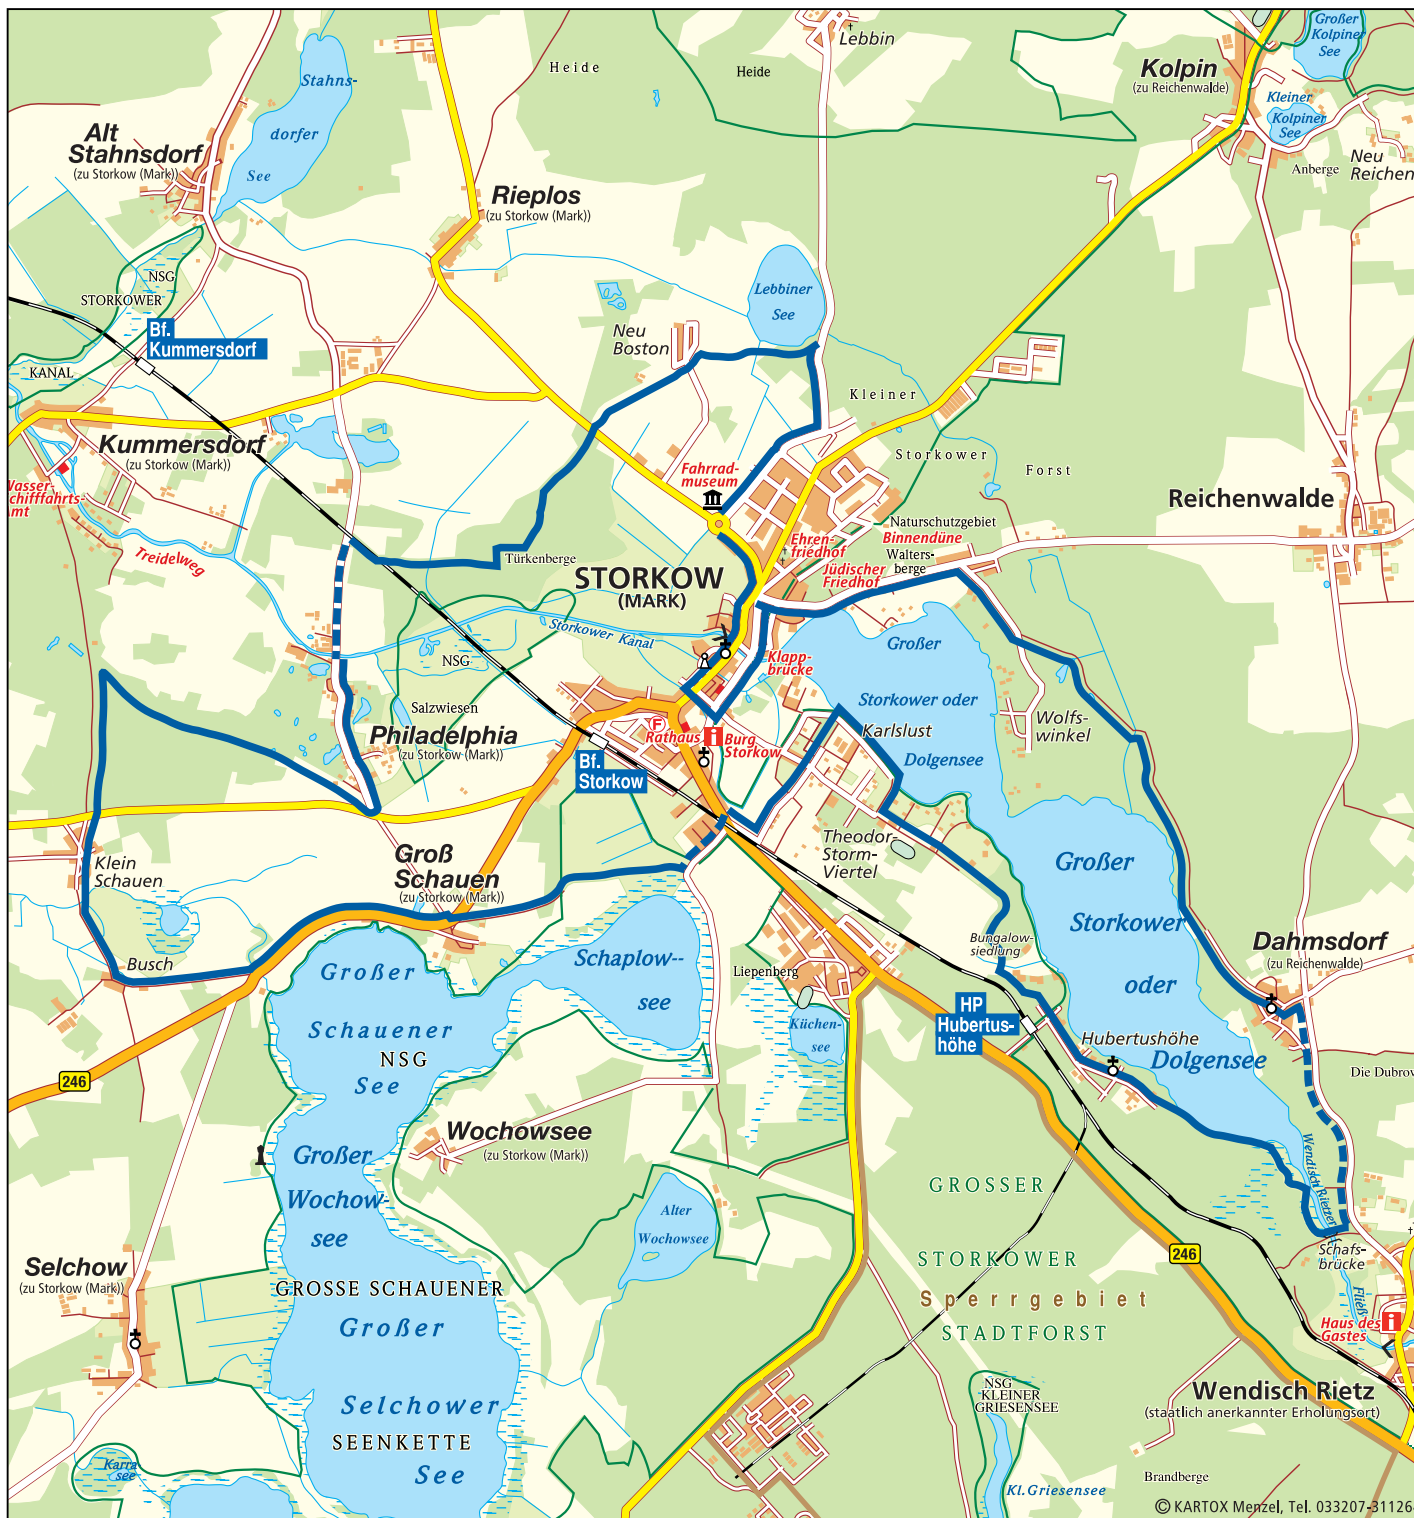 Großer
Kolpiner
See
Lebbin
Heide
Heide
Kolpin
(zu Reichenwalde)
Stahns-
dorfer
See
Kleiner
Kolpiner
See
Alt
Stahnsdorf
(zu Storkow (Mark))
Neu
Reichen
Anberge
Rieplos
(zu Storkow (Mark))
NSG
STORKOWER
KANAL
Lebbiner
See
Bf.
Kummersdorf
Neu
Boston
Kleiner
Storkower
Forst
Kummersdorf
(zu Storkow (Mark))
Fahrrad-
museum
Wasser-
schifffahrts-
Amt
Reichenwalde
Naturschutzgebiet
Binnendüne
Walters-
berge
Ehren-
friedhof
Jüdischer
Friedhof
Treidelweg
Türkenberge
STORKOW
(MARK)
Storkower Kanal
NSG
Salzwiesen
Klapp-
brücke
Großer
Storkower oder
Dolgensee
Karlslust
Wolfs-
winkel
Philadelphia
(zu Storkow (Mark))
F
Rathaus
i
Burg
Storkow
Bf.
Storkow
Theodor-
Storm-
Viertel
Klein
Schauen
Groß
Schauen
(zu Storkow (Mark))
Großer
Storkower
oder
Dolgensee
Busch
Bungalow-
siedlung
Dahmsdorf
(zu Reichenwalde)
Großer
Schauener
See
NSG
Schaplow--
see
Liepenberg
Küchen-
see
HP
Hubertus-
höhe
Hubertushöhe
246
Die Dubrow
Wochowsee
(zu Storkow (Mark))
Großer
Wochow-
see
Wendisch Rietzer
Fließ
Alter
Wochowsee
GROSSER
STORKOWER
Sperrgebiet
STADTFORST
246
Schafs-
brücke
Selchow
(zu Storkow (Mark))
GROSSE SCHAUENER
Großer
Selchower
SEENKETTE
See
Haus des
Gastes
i
NSG
KLEINER
GRIESENSEE
Wendisch Rietz
(staatlich anerkannter Erholungsort)
Karra
see
Brandberge
Kl.Griesensee
© KARTOX Menzel, Tel. 033207-31126